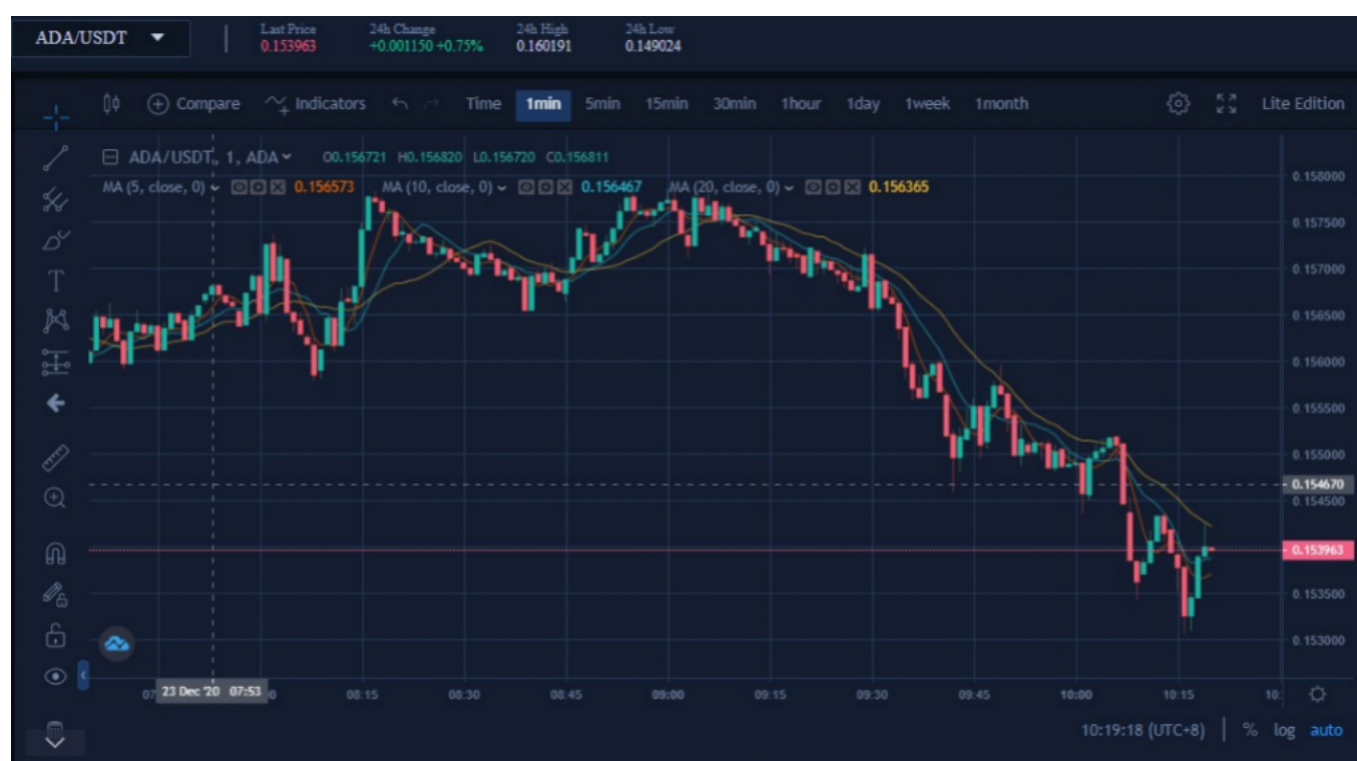 ADA/USDT
Last Price 24h Change 24h High 24h Low
0.153963 +0.001150 +0.75% 0.160191 0.149024
Compare Indicators Time 1min 5min 15min 30min 1hour 1day 1week 1month Lite Edition
ADA/USDT, 1, ADA O0.156721 H0.156820 L0.156720 C0.156811
MA (5, close, 0) 0.156573 MA (10, close, 0) 0.156467 MA (20, close, 0) 0.156365
T
0.158000
0.157500
0.157000
0.156500
0.156000
0.155500
0.155000
0.154670
0.154500
0.153963
0.153500
0.153000
07 23 Dec '20 07:53 0 08:15 08:30 08:45 09:00 09:15 09:30 09:45 10:00 10:15 10:
10:19:18 (UTC+8) % log auto